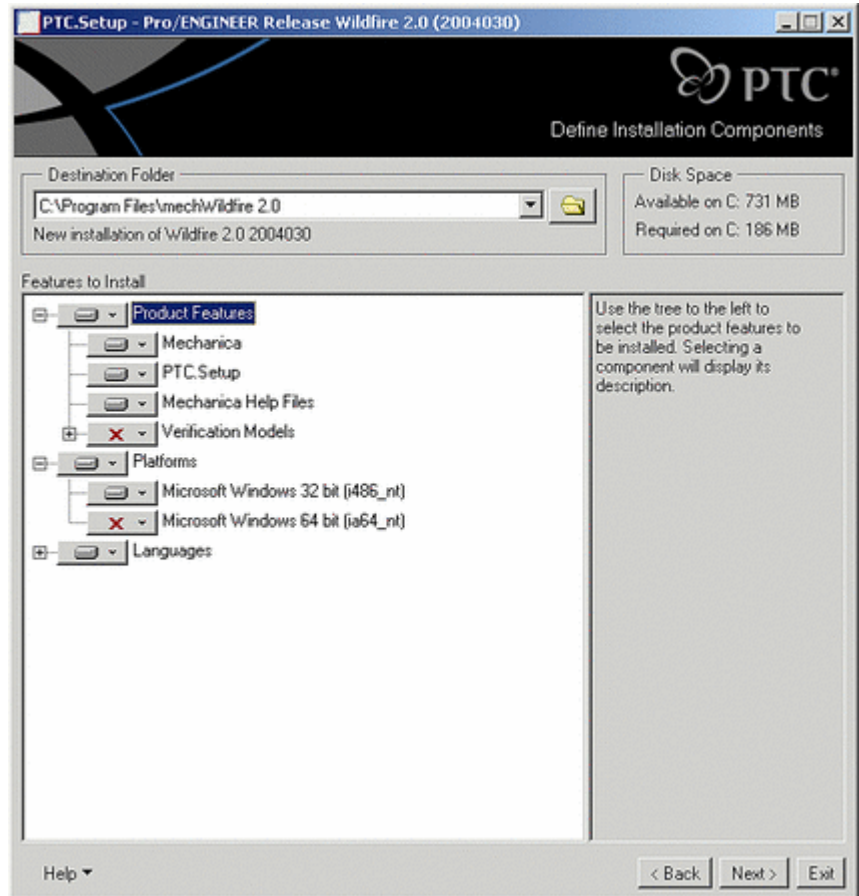 PTC.Setup - Pro/ENGINEER Release Wildfire 2.0 (2004030)
PTC®
Define Installation Components
Destination Folder
C:\Program Files\mechWildfire 2.0
New installation of Wildfire 2.0 2004030
Disk Space
Available on C: 731 MB
Required on C: 186 MB
Features to Install
Product Features
Mechanica
PTC.Setup
Mechanica Help Files
Verification Models
Platforms
Microsoft Windows 32 bit (i486_nt)
Microsoft Windows 64 bit (ia64_nt)
Languages
Use the tree to the left to
select the product features to
be installed. Selecting a
component will display its
description.
Help
< Back
Next >
Exit